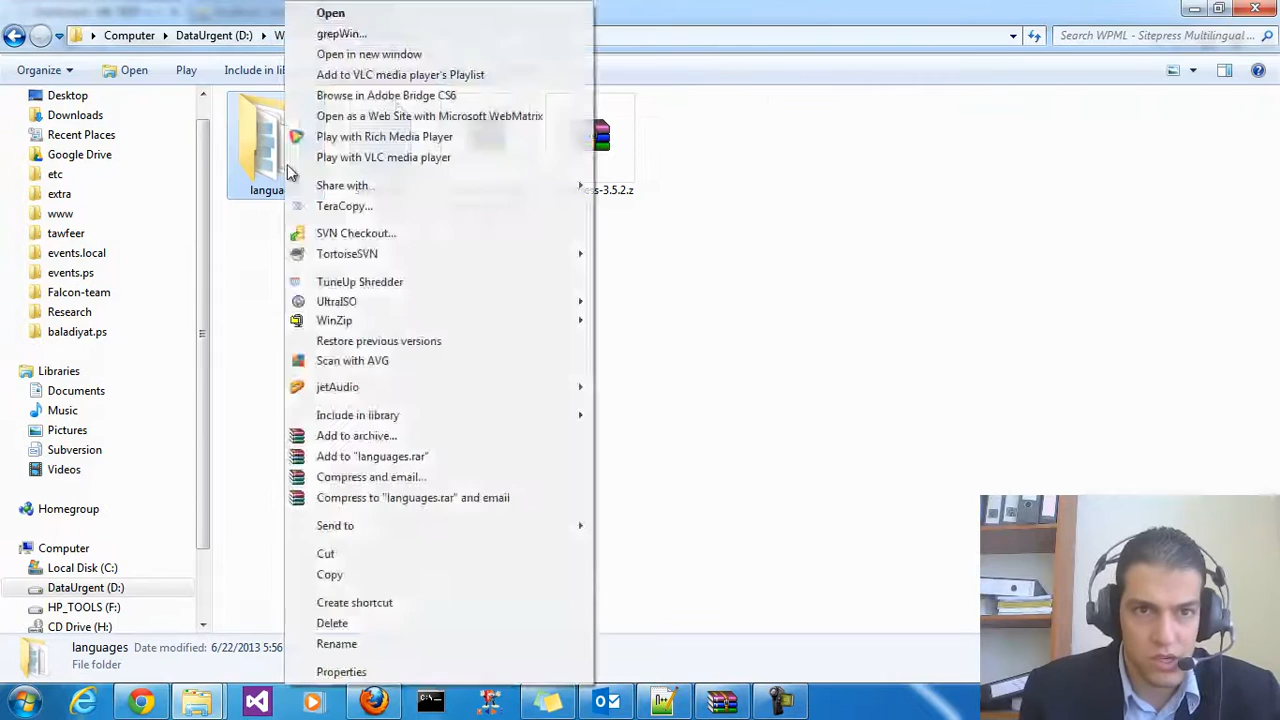 Computer
DataUrgent (D:)
W
Search WPML - Sitepress Multilingual ...
Organize
Open
Play
Include in lib
Desktop
Downloads
Recent Places
Google Drive
etc
extra
www
tawfeer
events.local
events.ps
Falcon-team
Research
baladiyat.ps
Libraries
Documents
Music
Pictures
Subversion
Videos
Homegroup
Computer
Local Disk (C:)
DataUrgent (D:)
HP_TOOLS (F:)
CD Drive (H:)
langua
ss-3.5.2.z
Open
grepWin...
Open in new window
Add to VLC media player's Playlist
Browse in Adobe Bridge CS6
Open as a Web Site with Microsoft WebMatrix
Play with Rich Media Player
Play with VLC media player
Share with
TeraCopy...
SVN Checkout...
TortoiseSVN
TuneUp Shredder
UltraISO
WinZip
Restore previous versions
Scan with AVG
jetAudio
Include in library
Add to archive...
Add to "languages.rar"
Compress and email...
Compress to "languages.rar" and email
Send to
Cut
Copy
Create shortcut
Delete
Rename
Properties
languages
Date modified: 6/22/2013 5:56
File folder